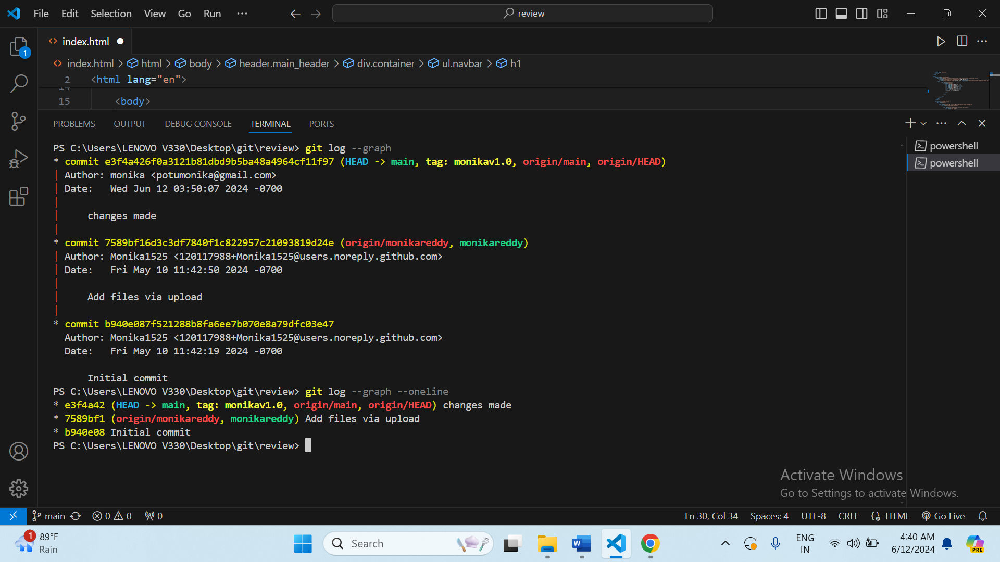 File Edit Selection View Go Run ··· review
index.html
index.html > html > body > header.main_header > div.container > ul.navbar > h1
2 <html lang="en">
14
15 <body>
PROBLEMS OUTPUT DEBUG CONSOLE TERMINAL PORTS
1
PS C:\Users\LENOVO V330\Desktop\git\review> git log --graph
* commit e3f4a426f0a3121b81dbd9b5ba48a4964cf11f97 (HEAD -> main, tag: monikav1.0, origin/main, origin/HEAD)
| Author: monika <potumonika@gmail.com>
| Date:   Wed Jun 12 03:50:07 2024 -0700
|
|     changes made
|
* commit 7589bf16d3c3df7840f1c822957c21093819d24e (origin/monikareddy, monikareddy)
| Author: Monika1525 <120117988+Monika1525@users.noreply.github.com>
| Date:   Fri May 10 11:42:50 2024 -0700
|
|     Add files via upload
|
* commit b940e087f521288b8fa6ee7b070e8a79dfc03e47
  Author: Monika1525 <120117988+Monika1525@users.noreply.github.com>
  Date:   Fri May 10 11:42:19 2024 -0700
      Initial commit
PS C:\Users\LENOVO V330\Desktop\git\review> git log --graph --oneline
* e3f4a42 (HEAD -> main, tag: monikav1.0, origin/main, origin/HEAD) changes made
* 7589bf1 (origin/monikareddy, monikareddy) Add files via upload
* b940e08 Initial commit
PS C:\Users\LENOVO V330\Desktop\git\review>
powershell
powershell
Activate Windows
Go to Settings to activate Windows.
main 0 0 0 Ln 30, Col 34 Spaces: 4 UTF-8 CRLF HTML Go Live
1 89°F
Rain
Search
ENG
IN
4:40 AM
6/12/2024
PRE